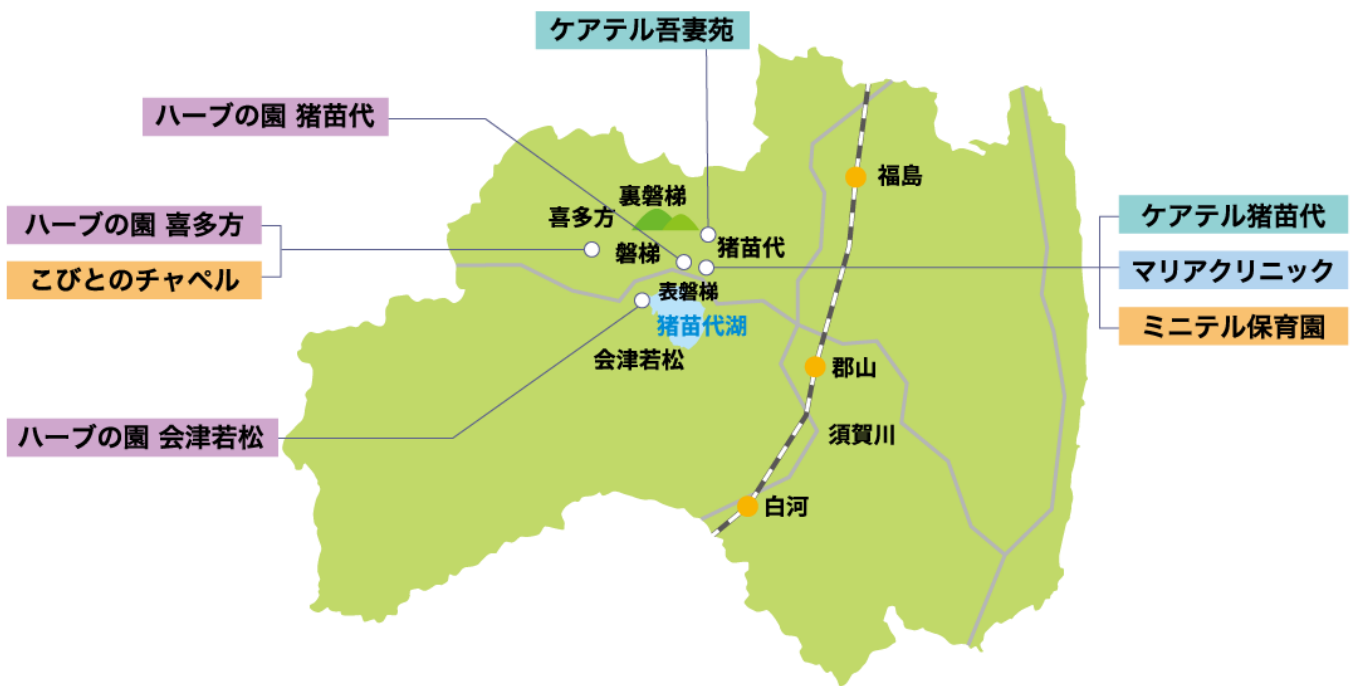 ケアテル吾妻苑
ハーブの園 猪苗代
福島
裏磐梯
喜多方
ハーブの園 喜多方
こびとのチャペル
磐梯
猪苗代
ケアテル猪苗代
マリアクリニック
ミニテル保育園
表磐梯
猪苗代湖
会津若松
郡山
ハーブの園 会津若松
須賀川
白河